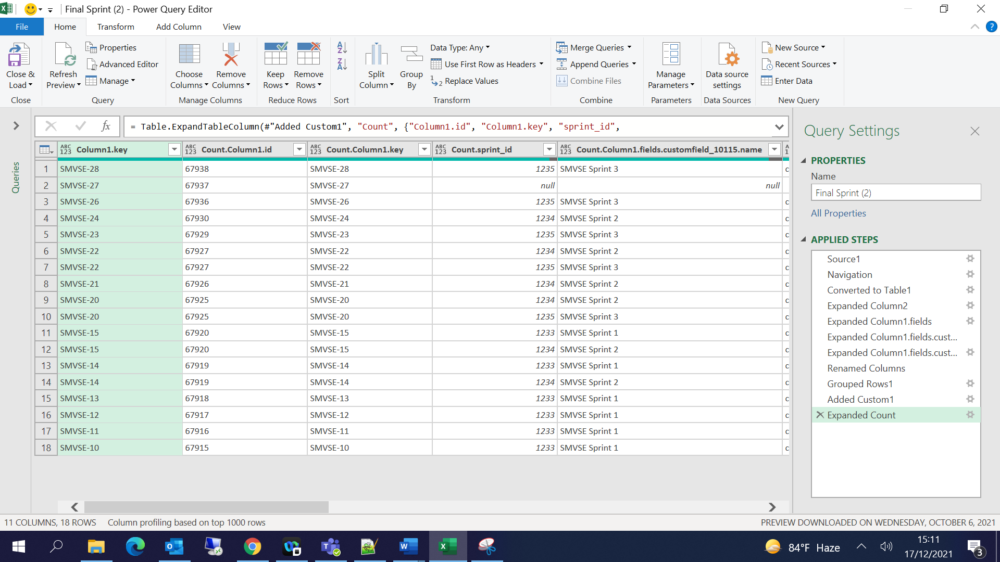 Final Sprint (2) - Power Query Editor
File Home Transform Add Column View
Close & Load
Close
Refresh Preview
Properties
Advanced Editor
Manage
Query
Choose Columns
Remove Columns
Manage Columns
Keep Rows
Remove Rows
Reduce Rows
Sort
Split Column
Group By
Data Type: Any
Use First Row as Headers
Replace Values
Transform
Merge Queries
Append Queries
Combine Files
Combine
Manage Parameters
Parameters
Data source settings
Data Sources
New Source
Recent Sources
Enter Data
New Query
fx = Table.ExpandTableColumn(#"Added Custom1", "Count", {"Column1.id", "Column1.key", "sprint_id",
Queries
ABC 123 Column1.key ABC 123 Count.Column1.id ABC 123 Count.Column1.key ABC 123 Count.sprint_id ABC 123 Count.Column1.fields.customfield_10115.name
1 SMVSE-28 67938 SMVSE-28 1235 SMVSE Sprint 3
2 SMVSE-27 67937 SMVSE-27 null null
3 SMVSE-26 67936 SMVSE-26 1235 SMVSE Sprint 3
4 SMVSE-24 67930 SMVSE-24 1234 SMVSE Sprint 2
5 SMVSE-23 67929 SMVSE-23 1235 SMVSE Sprint 3
6 SMVSE-22 67927 SMVSE-22 1234 SMVSE Sprint 2
7 SMVSE-22 67927 SMVSE-22 1235 SMVSE Sprint 3
8 SMVSE-21 67926 SMVSE-21 1234 SMVSE Sprint 2
9 SMVSE-20 67925 SMVSE-20 1234 SMVSE Sprint 2
10 SMVSE-20 67925 SMVSE-20 1235 SMVSE Sprint 3
11 SMVSE-15 67920 SMVSE-15 1233 SMVSE Sprint 1
12 SMVSE-15 67920 SMVSE-15 1234 SMVSE Sprint 2
13 SMVSE-14 67919 SMVSE-14 1233 SMVSE Sprint 1
14 SMVSE-14 67919 SMVSE-14 1234 SMVSE Sprint 2
15 SMVSE-13 67918 SMVSE-13 1233 SMVSE Sprint 1
16 SMVSE-12 67917 SMVSE-12 1233 SMVSE Sprint 1
17 SMVSE-11 67916 SMVSE-11 1233 SMVSE Sprint 1
18 SMVSE-10 67915 SMVSE-10 1233 SMVSE Sprint 1
Query Settings
PROPERTIES
Name
Final Sprint (2)
All Properties
APPLIED STEPS
Source1
Navigation
Converted to Table1
Expanded Column2
Expanded Column1.fields
Expanded Column1.fields.cust...
Expanded Column1.fields.cust...
Renamed Columns
Grouped Rows1
Added Custom1
Expanded Count
11 COLUMNS, 18 ROWS Column profiling based on top 1000 rows PREVIEW DOWNLOADED ON WEDNESDAY, OCTOBER 6, 2021
84°F Haze
15:11
17/12/2021
3